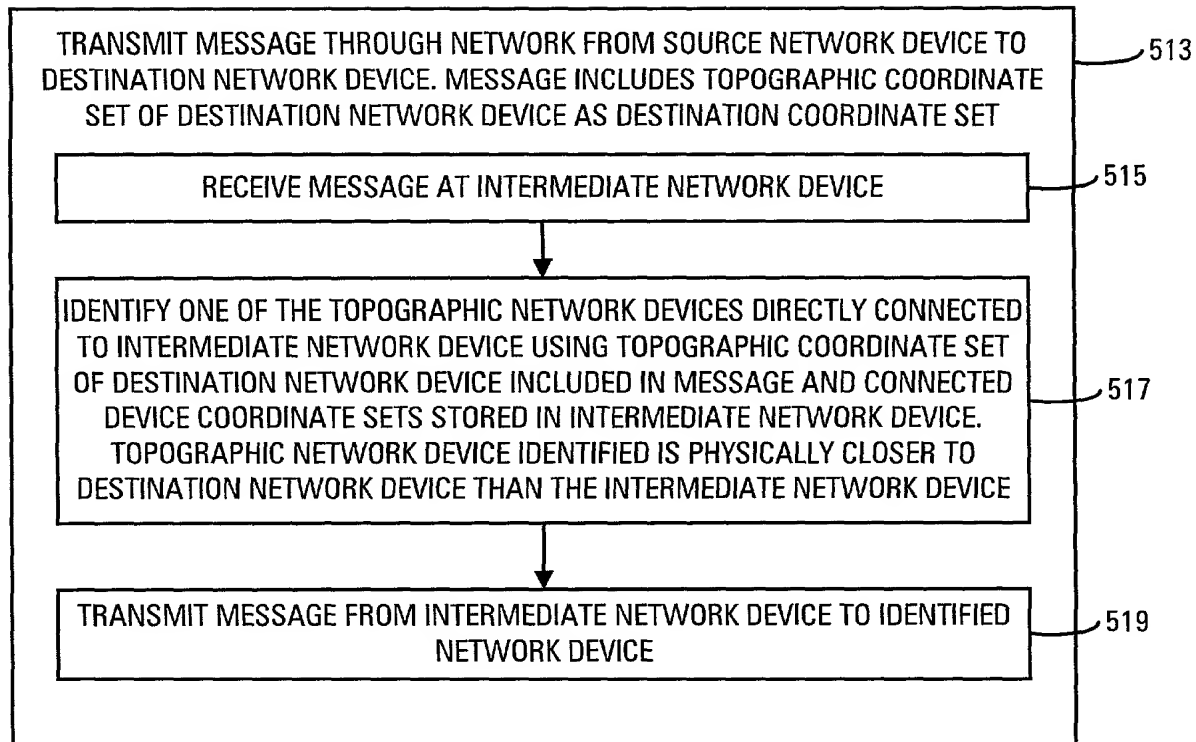 TRANSMIT MESSAGE THROUGH NETWORK FROM SOURCE NETWORK DEVICE TO
DESTINATION NETWORK DEVICE. MESSAGE INCLUDES TOPOGRAPHIC COORDINATE
SET OF DESTINATION NETWORK DEVICE AS DESTINATION COORDINATE SET
513
RECEIVE MESSAGE AT INTERMEDIATE NETWORK DEVICE
515
IDENTIFY ONE OF THE TOPOGRAPHIC NETWORK DEVICES DIRECTLY CONNECTED
TO INTERMEDIATE NETWORK DEVICE USING TOPOGRAPHIC COORDINATE SET
OF DESTINATION NETWORK DEVICE INCLUDED IN MESSAGE AND CONNECTED
DEVICE COORDINATE SETS STORED IN INTERMEDIATE NETWORK DEVICE.
TOPOGRAPHIC NETWORK DEVICE IDENTIFIED IS PHYSICALLY CLOSER TO
DESTINATION NETWORK DEVICE THAN THE INTERMEDIATE NETWORK DEVICE
517
TRANSMIT MESSAGE FROM INTERMEDIATE NETWORK DEVICE TO IDENTIFIED
NETWORK DEVICE
519